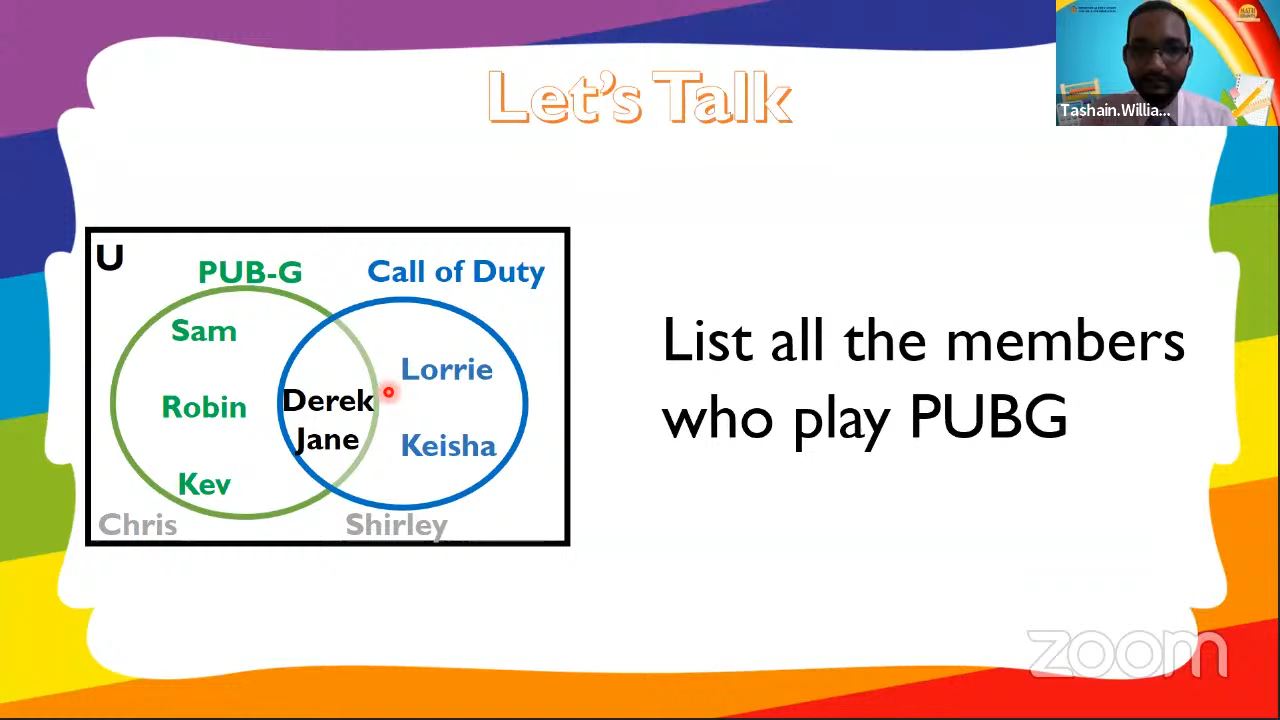 Let's Talk
Tashain.Willia...
U
PUB-G
Call of Duty
Sam
Lorrie
Derek
Robin
Jane
Keisha
Kev
Chris
Shirley
List all the members
who play PUBG
zoom